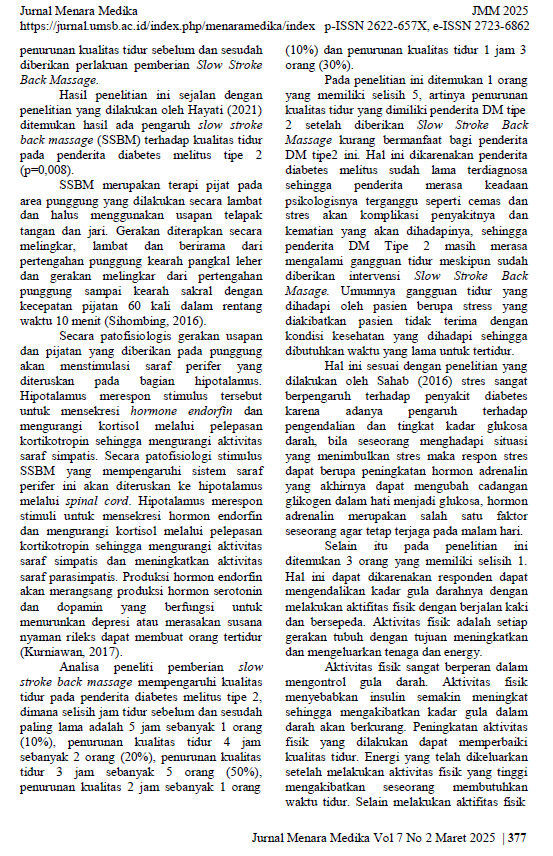 Jurnal Menara Medika JMM 2025
https://jurnal.umsb.ac.id/index.php/menaramedika/index p-ISSN 2622-657X, e-ISSN 2723-6862
penurunan kualitas tidur sebelum dan sesudah
diberikan perlakuan pemberian Slow Stroke
Back Massage.
Hasil penelitian ini sejalan dengan
penelitian yang dilakukan oleh Hayati (2021)
ditemukan hasil ada pengaruh slow stroke
back massage (SSBM) terhadap kualitas tidur
pada penderita diabetes melitus tipe 2
(p=0,008).
SSBM merupakan terapi pijat pada
area punggung yang dilakukan secara lambat
dan halus menggunakan usapan telapak
tangan dan jari. Gerakan diterapkan secara
melingkar, lambat dan berirama dari
pertengahan punggung kearah pangkal leher
dan gerakan melingkar dari pertengahan
punggung sampai kearah sakral dengan
kecepatan pijatan 60 kali dalam rentang
waktu 10 menit (Sihombing, 2016).
Secara patofisiologis gerakan usapan
dan pijatan yang diberikan pada punggung
akan menstimulasi saraf perifer yang
diteruskan pada bagian hipotalamus.
Hipotalamus merespon stimulus tersebut
untuk mensekresi hormone endorfin dan
mengurangi kortisol melalui pelepasan
kortikotropin sehingga mengurangi aktivitas
saraf simpatis. Secara patofisiologi stimulus
SSBM yang mempengaruhi sistem saraf
perifer ini akan diteruskan ke hipotalamus
melalui spinal cord. Hipotalamus merespon
stimuli untuk mensekresi hormon endorfin
dan mengurangi kortisol melalui pelepasan
kortikotropin sehingga mengurangi aktivitas
saraf simpatis dan meningkatkan aktivitas
saraf parasimpatis. Produksi hormon endorfin
akan merangsang produksi hormon serotonin
dan dopamin yang berfungsi untuk
menurunkan depresi atau merasakan susana
nyaman rileks dapat membuat orang tertidur
(Kurniawan, 2017).
Analisa peneliti pemberian slow
stroke back massage mempengaruhi kualitas
tidur pada penderita diabetes melitus tipe 2,
dimana selisih jam tidur sebelum dan sesudah
paling lama adalah 5 jam sebanyak 1 orang
(10%), penurunan kualitas tidur 4 jam
sebanyak 2 orang (20%), penurunan kualitas
tidur 3 jam sebanyak 5 orang (50%),
penurunan kualitas 2 jam sebanyak 1 orang
(10%) dan penurunan kualitas tidur 1 jam 3
orang (30%).
Pada penelitian ini ditemukan 1 orang
yang memiliki selisih 5, artinya penurunan
kualitas tidur yang dimiliki penderita DM tipe
2 setelah diberikan Slow Stroke Back
Massage kurang bermanfaat bagi penderita
DM tipe2 ini. Hal ini dikarenakan penderita
diabetes melitus sudah lama terdiagnosa
sehingga penderita merasa keadaan
psikologisnya terganggu seperti cemas dan
stres akan komplikasi penyakitnya dan
kematian yang akan dihadapinya, sehingga
penderita DM Tipe 2 masih merasa
mengalami gangguan tidur meskipun sudah
diberikan intervensi Slow Stroke Back
Masage. Umumnya gangguan tidur yang
dihadapi oleh pasien berupa stress yang
diakibatkan pasien tidak terima dengan
kondisi kesehatan yang dihadapi sehingga
dibutuhkan waktu yang lama untuk tertidur.
Hal ini sesuai dengan penelitian yang
dilakukan oleh Sahab (2016) stres sangat
berpengaruh terhadap penyakit diabetes
karena adanya pengaruh terhadap
pengendalian dan tingkat kadar glukosa
darah, bila seseorang menghadapi situasi
yang menimbulkan stres maka respon stres
dapat berupa peningkatan hormon adrenalin
yang akhirnya dapat mengubah cadangan
glikogen dalam hati menjadi glukosa, hormon
adrenalin merupakan salah satu faktor
seseorang agar tetap terjaga pada malam hari.
Selain itu pada penelitian ini
ditemukan 3 orang yang memiliki selisih 1.
Hal ini dapat dikarenakan responden dapat
mengendalikan kadar gula darahnya dengan
melakukan aktifitas fisik dengan berjalan kaki
dan bersepeda. Aktivitas fisik adalah setiap
gerakan tubuh dengan tujuan meningkatkan
dan mengeluarkan tenaga dan energy.
Aktivitas fisik sangat berperan dalam
mengontrol gula darah. Aktivitas fisik
menyebabkan insulin semakin meningkat
sehingga mengakibatkan kadar gula dalam
darah akan berkurang. Peningkatan aktivitas
fisik yang dilakukan dapat memperbaiki
kualitas tidur. Energi yang telah dikeluarkan
setelah melakukan aktivitas fisik yang tinggi
mengakibatkan seseorang membutuhkan
waktu tidur. Selain melakukan aktifitas fisik
Jurnal Menara Medika Vol 7 No 2 Maret 2025 | 377